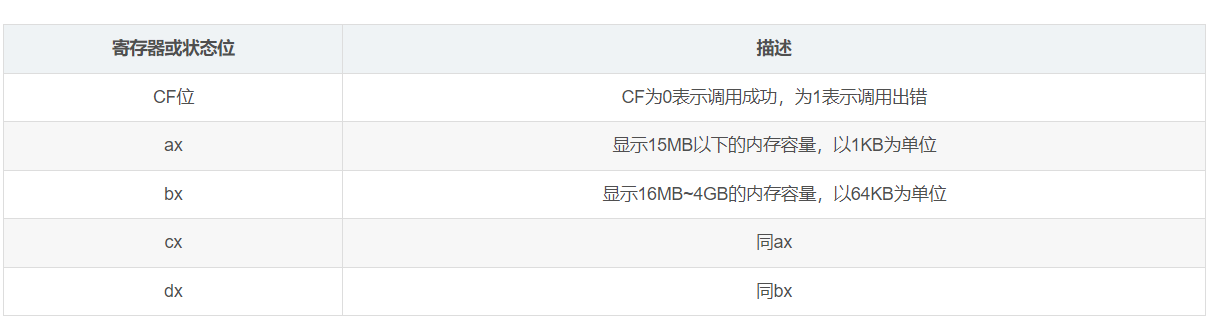 寄存器或状态位 描述
CF位 CF为0表示调用成功，为1表示调用出错
ax 显示15MB以下的内存容量，以1KB为单位
bx 显示16MB~4GB的内存容量，以64KB为单位
cx 同ax
dx 同bx